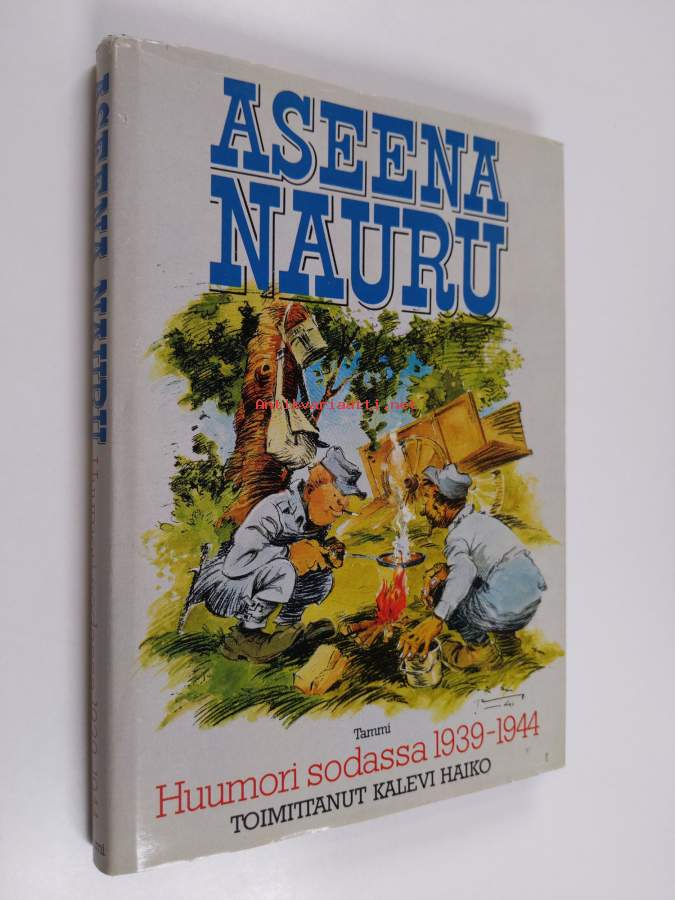 ASEENA
NAURU
Antikvariaatti.net
Tammi
Huumori sodassa 1939-1944
TOIMITTANUT KALEVI HAIKO
ASEENA NAURU